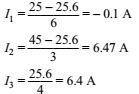 I₁ = (25 − 25.6)/6 = − 0.1 A
I₂ = (45 − 25.6)/3 = 6.47 A
I₃ = 25.6/4 = 6.4 A